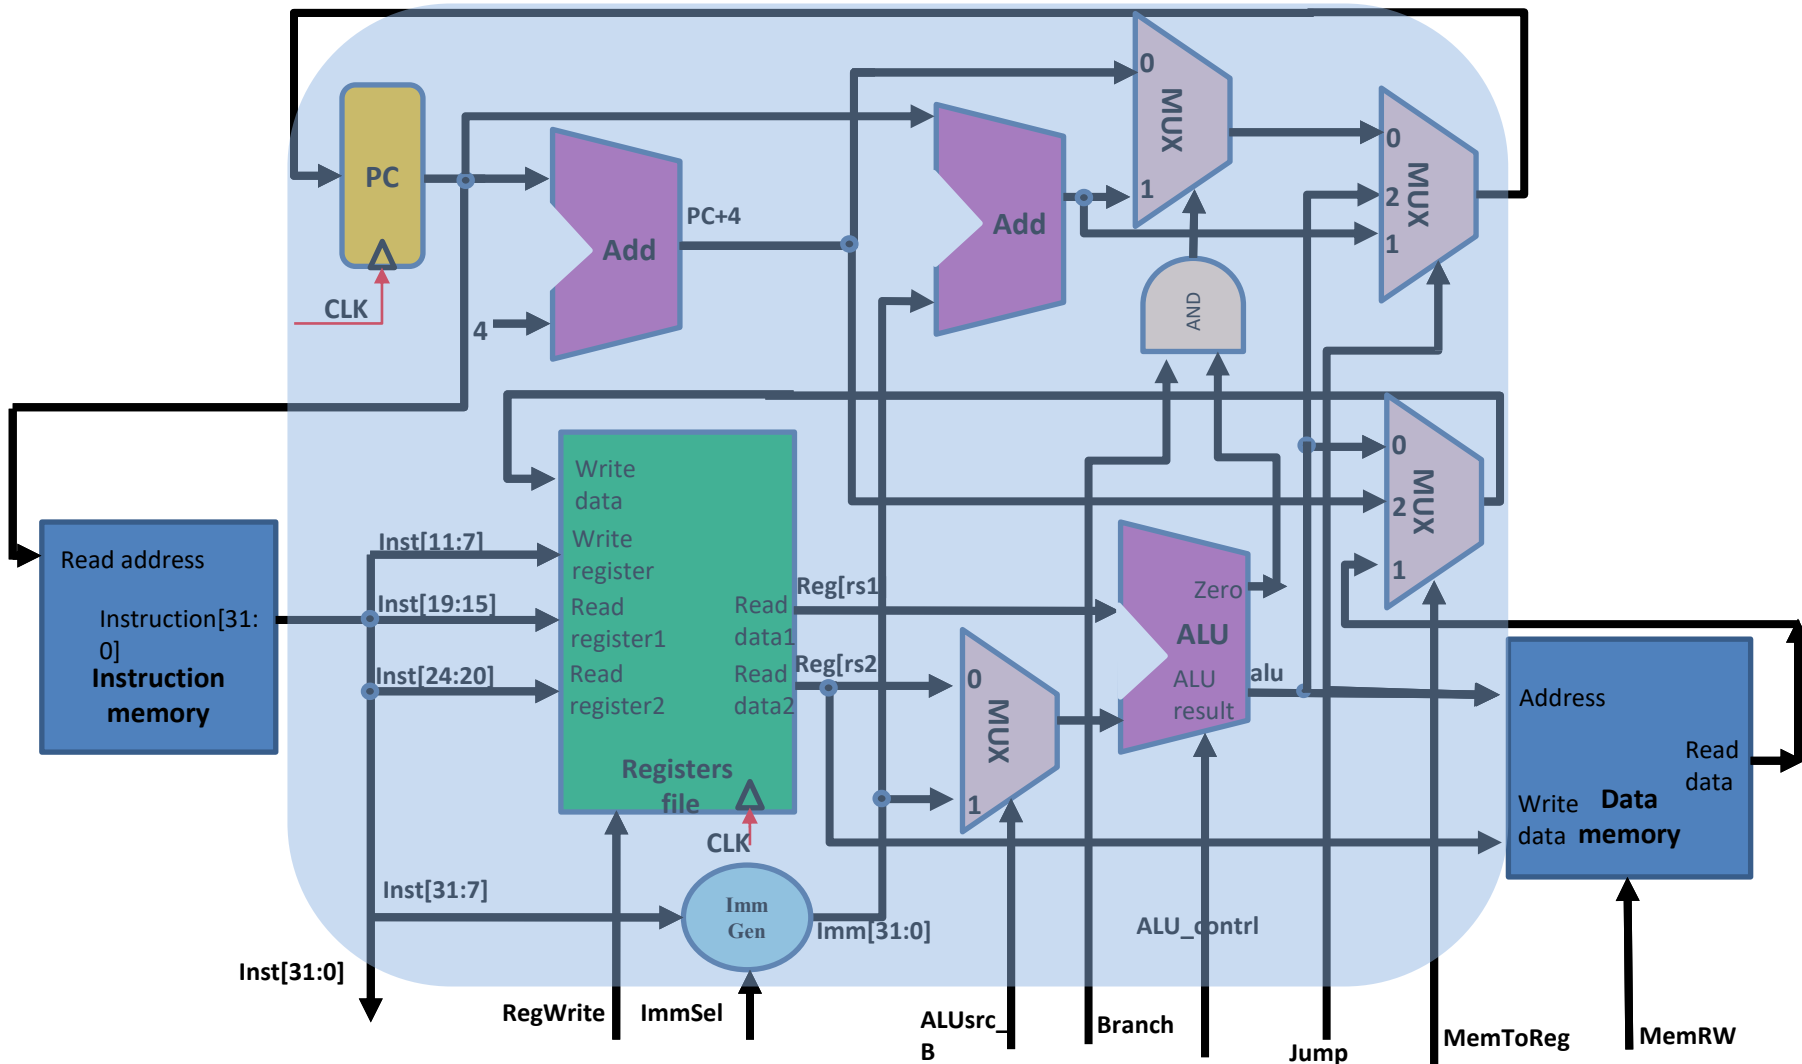 0
MUX
1
0
2
1
MUX
PC
CLK
Add
PC+4
4
Add
AND
Write
data
Write
register
Read
register1
Read
register2
Read
data1
Read
data2
Registers
file
CLK
Read address
Instruction[31:
0]
Instruction
memory
Inst[11:7]
Inst[19:15]
Inst[24:20]
Inst[31:7]
Inst[31:0]
Reg[rs1
Reg[rs2
0
MUX
1
Zero
ALU
ALU
result
alu
0
2
1
MUX
Address
Read
data
Write
data
Data
memory
Imm
Gen
Imm[31:0]
ALU_contrl
RegWrite
ImmSel
ALUsrc_
B
Branch
Jump
MemToReg
MemRW